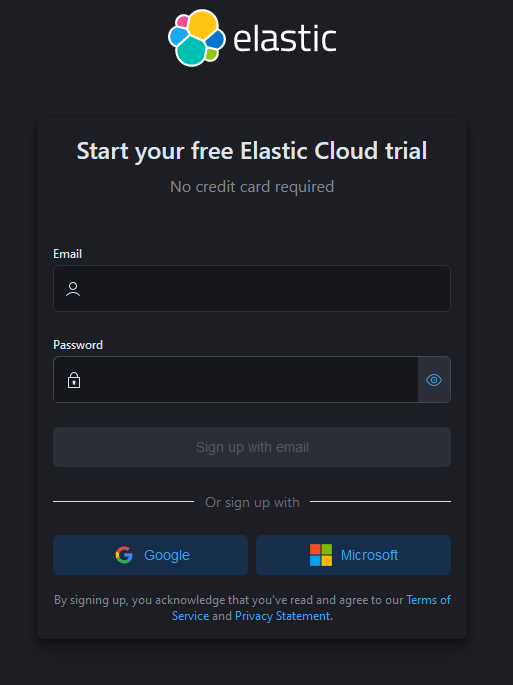 elastic
Start your free Elastic Cloud trial
No credit card required
Email
Password
Sign up with email
Or sign up with
Google
Microsoft
By signing up, you acknowledge that you've read and agree to our Terms of
Service and Privacy Statement.